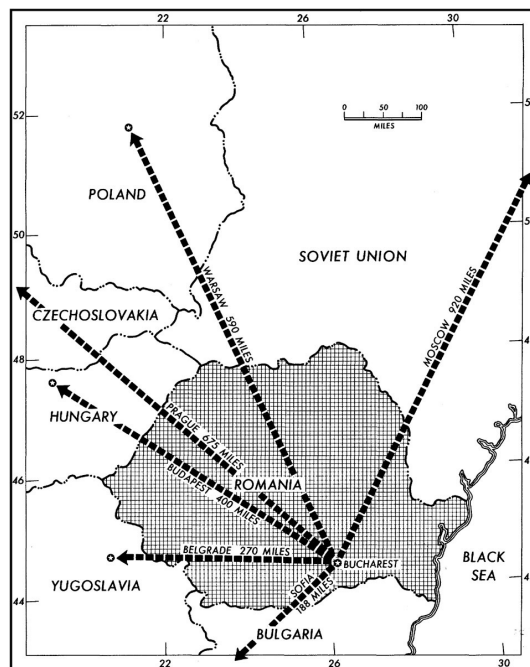 22 26 30
52
0 50 100
MILES
POLAND
50
SOVIET UNION
WARSAW 590 MILES
MOSCOW 920 MILES
CZECHOSLOVAKIA
48
HUNGARY
PRAGUE 675 MILES
BUDAPEST 400 MILES
ROMANIA
46
BELGRADE 270 MILES
BUCHAREST
BLACK
SEA
YUGOSLAVIA
SOFIA
188 MILES
44
BULGARIA
22 26 30